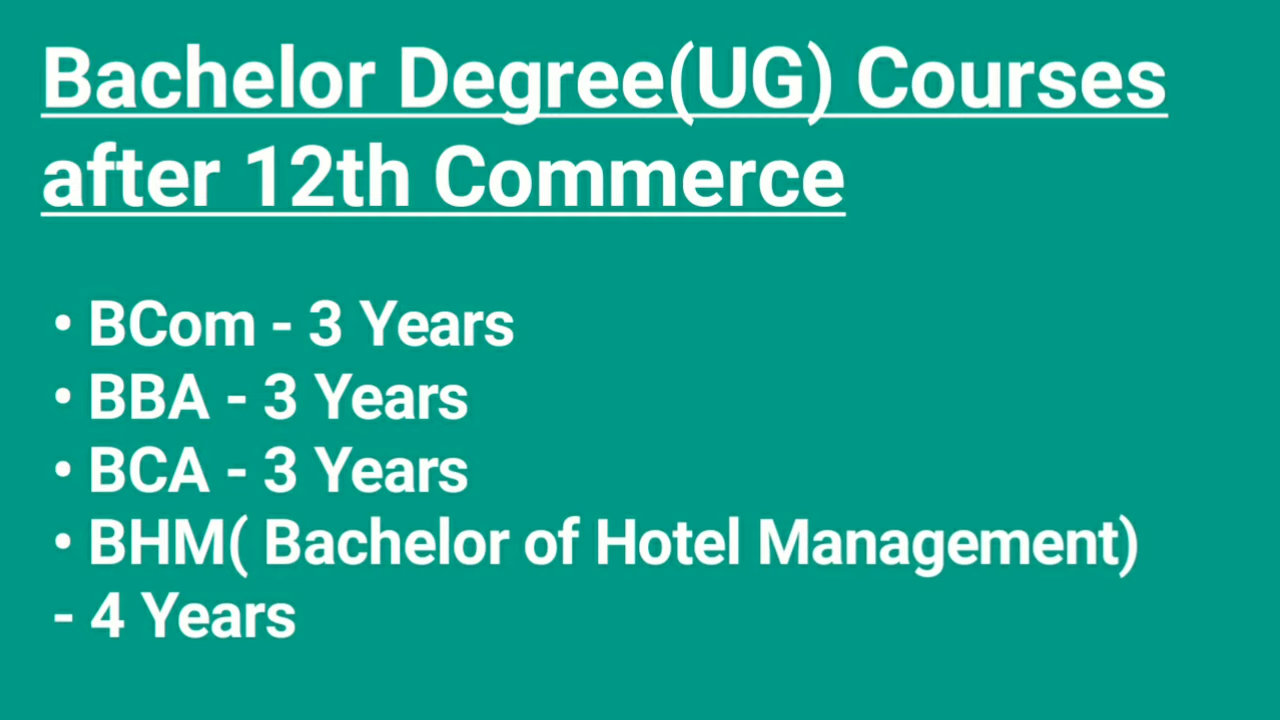 Bachelor Degree(UG) Courses
after 12th Commerce
• BCom - 3 Years
• BBA - 3 Years
• BCA - 3 Years
• BHM( Bachelor of Hotel Management)
- 4 Years